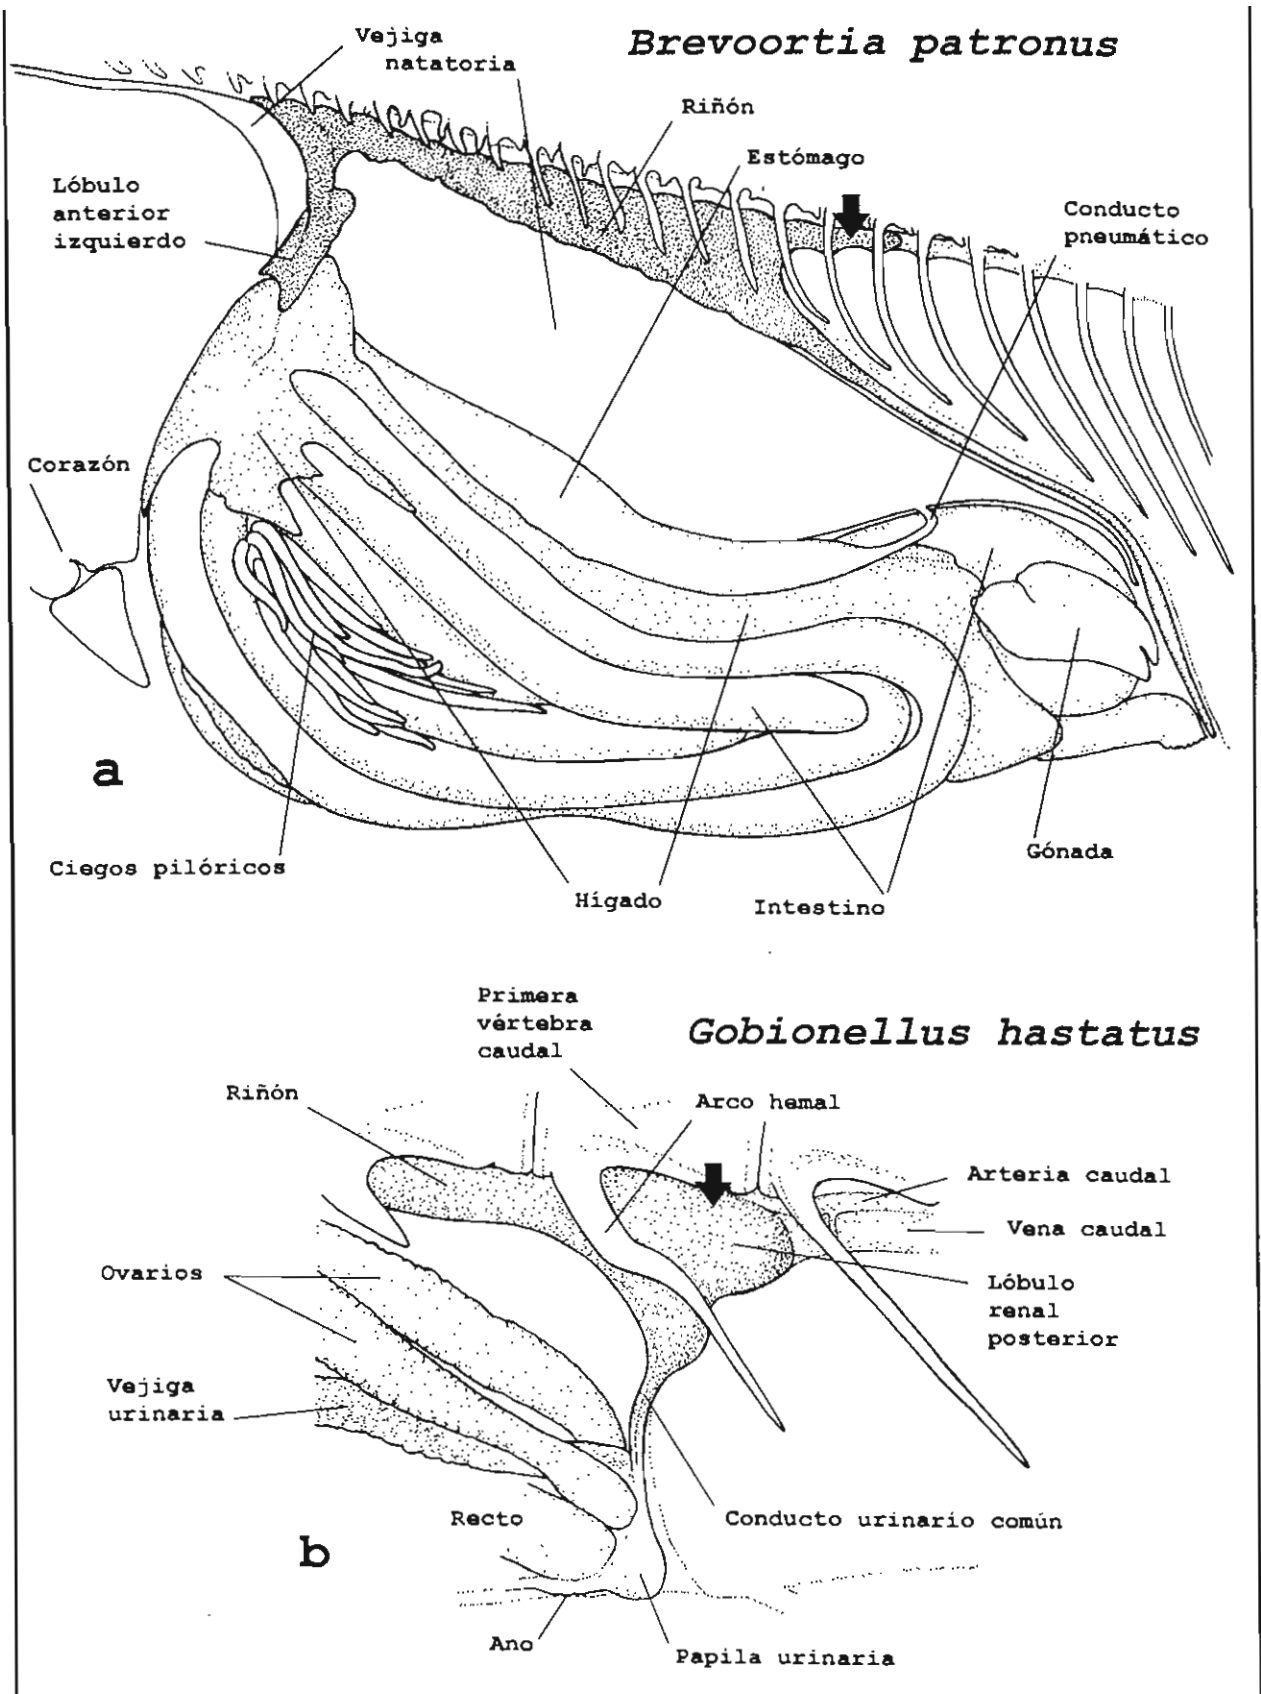 Brevoortia patronus
Vejiga
natatoria
Riñón
Estómago
Lóbulo
anterior
izquierdo
Conducto
pneumático
Corazón
a
Ciegos pilóricos
Hígado
Intestino
Gónada
Primera
vértebra
caudal
Gobionellus hastatus
Riñón
Arco hemal
Arteria caudal
Vena caudal
Ovarios
Lóbulo
renal
posterior
Vejiga
urinaria
Recto
Conducto urinario común
b
Ano
Papila urinaria